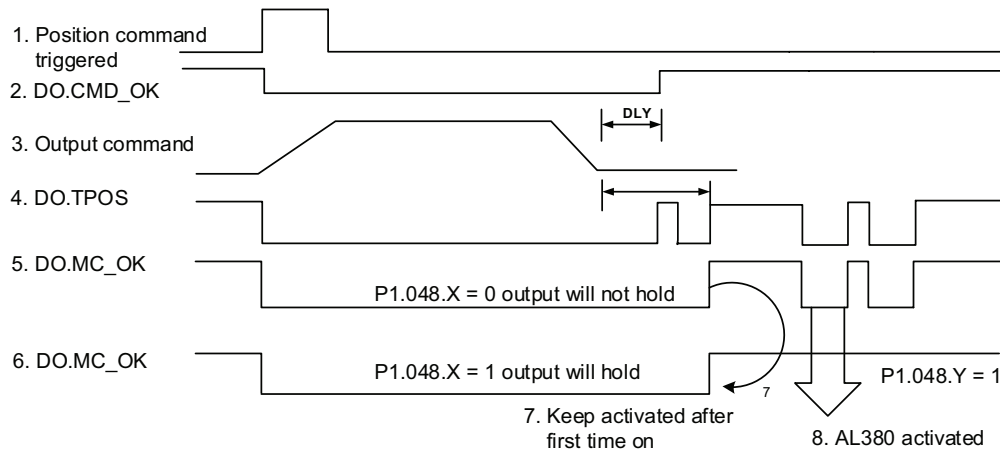 1. Position command
triggered
2. DO.CMD_OK
DLY
3. Output command
4. DO.TPOS
5. DO.MC_OK
P1.048.X = 0 output will not hold
6. DO.MC_OK
P1.048.X = 1 output will hold
7
P1.048.Y = 1
7. Keep activated after
first time on
8. AL380 activated